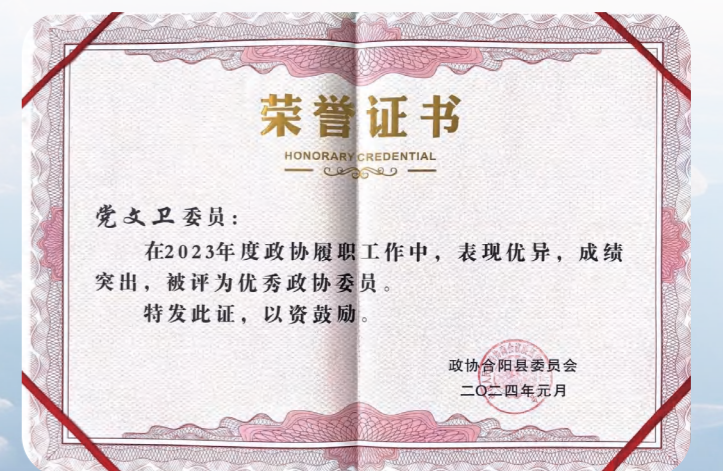 荣誉证书
HONORARY CREDENTIAL
党文卫委员：
在2023年度政协履职工作中，表现优异，成绩
突出，被评为优秀政协委员。
特发此证，以资鼓励。
政协合阳县委员会
二〇二四年元月